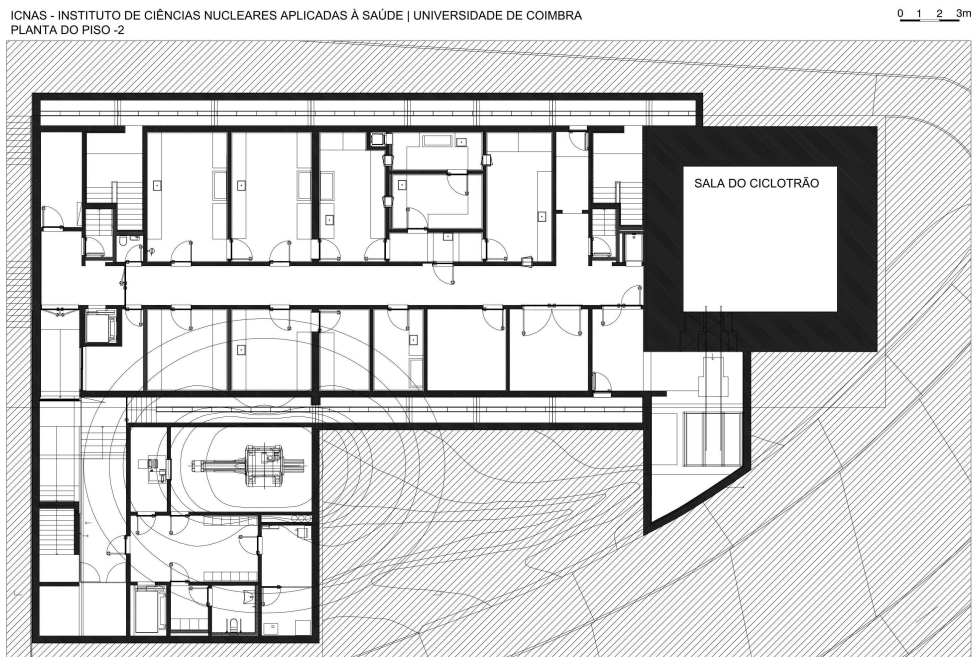 ICNAS - INSTITUTO DE CIÊNCIAS NUCLEARES APLICADAS À SAÚDE | UNIVERSIDADE DE COIMBRA
PLANTA DO PISO -2
0 1 2 3m
SALA DO CICLOTRÃO